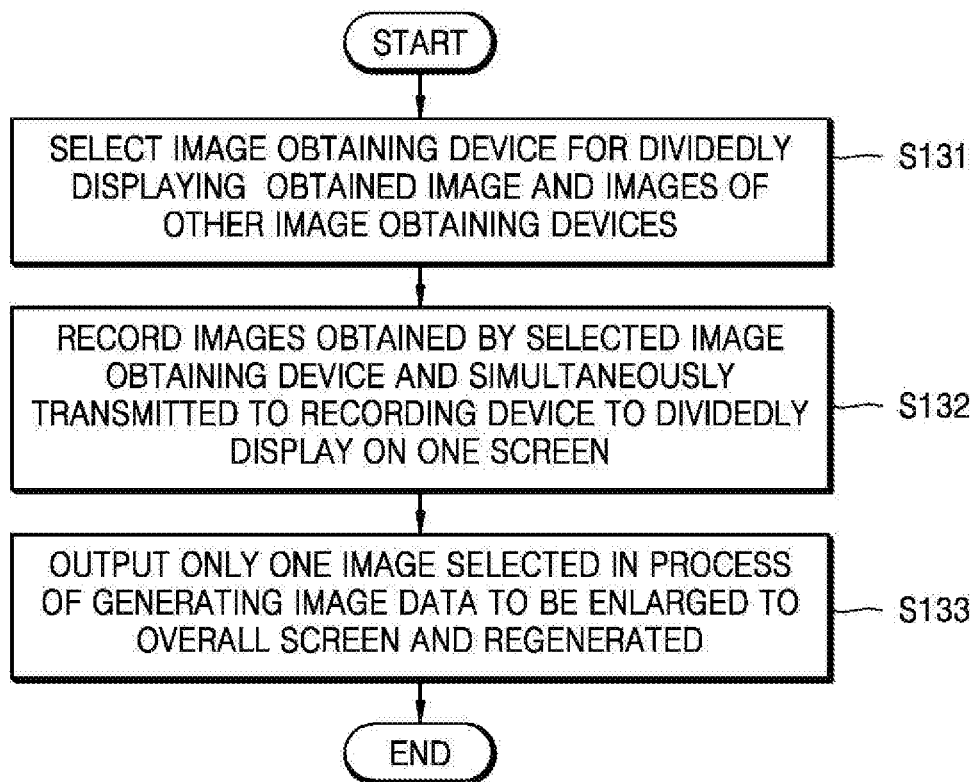 START
SELECT IMAGE OBTAINING DEVICE FOR DIVIDEDLY
DISPLAYING OBTAINED IMAGE AND IMAGES OF
OTHER IMAGE OBTAINING DEVICES
S131
RECORD IMAGES OBTAINED BY SELECTED IMAGE
OBTAINING DEVICE AND SIMULTANEOUSLY
TRANSMITTED TO RECORDING DEVICE TO DIVIDEDLY
DISPLAY ON ONE SCREEN
S132
OUTPUT ONLY ONE IMAGE SELECTED IN PROCESS
OF GENERATING IMAGE DATA TO BE ENLARGED TO
OVERALL SCREEN AND REGENERATED
S133
END